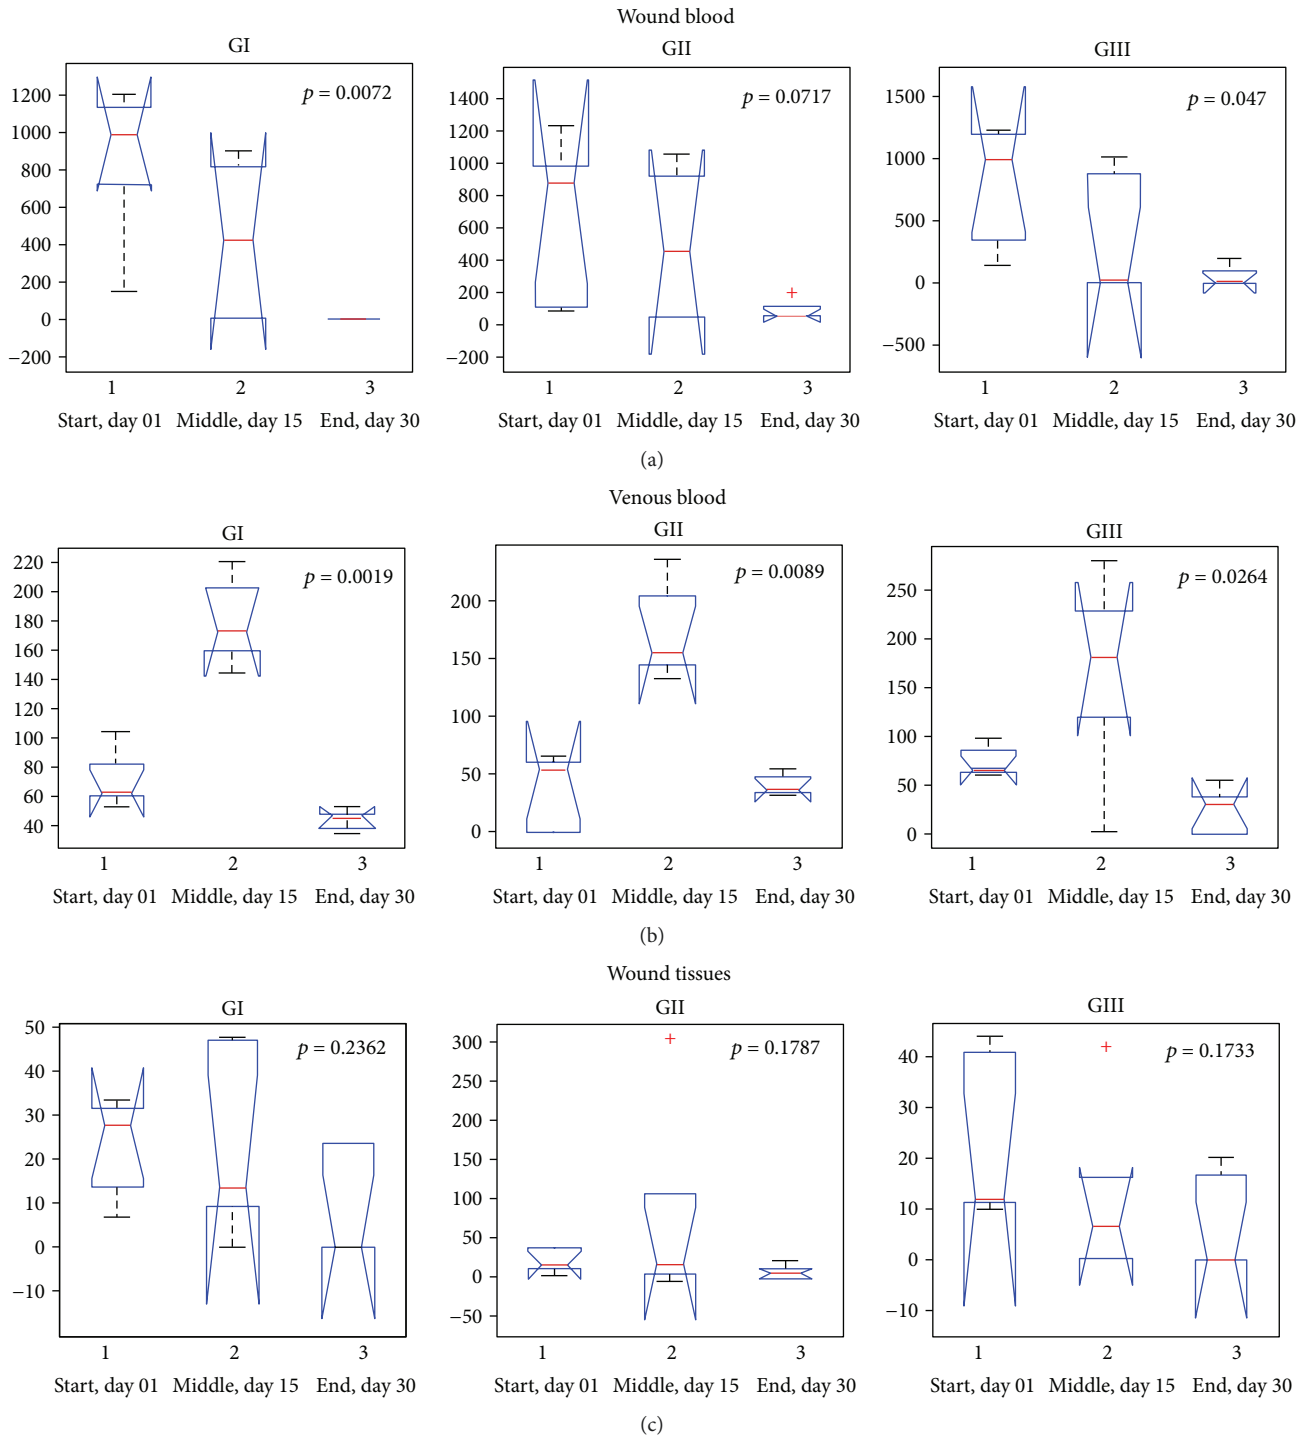 Wound blood
GI GII GIII
p = 0.0072 p = 0.0717 p = 0.047
1200 1000 800 600 400 200 0 −200
1400 1200 1000 800 600 400 200 0 −200
1500 1000 500 0 −500
1 2 3 1 2 3 1 2 3
Start, day 01 Middle, day 15 End, day 30 Start, day 01 Middle, day 15 End, day 30 Start, day 01 Middle, day 15 End, day 30
(a)
Venous blood
GI GII GIII
p = 0.0019 p = 0.0089 p = 0.0264
220 200 180 160 140 120 100 80 60 40
200 150 100 50 0
250 200 150 100 50 0
1 2 3 1 2 3 1 2 3
Start, day 01 Middle, day 15 End, day 30 Start, day 01 Middle, day 15 End, day 30 Start, day 01 Middle, day 15 End, day 30
(b)
Wound tissues
GI GII GIII
p = 0.2362 p = 0.1787 p = 0.1733
50 40 30 20 10 0 −10
300 250 200 150 100 50 0 −50
40 30 20 10 0 −10
1 2 3 1 2 3 1 2 3
Start, day 01 Middle, day 15 End, day 30 Start, day 01 Middle, day 15 End, day 30 Start, day 01 Middle, day 15 End, day 30
(c)